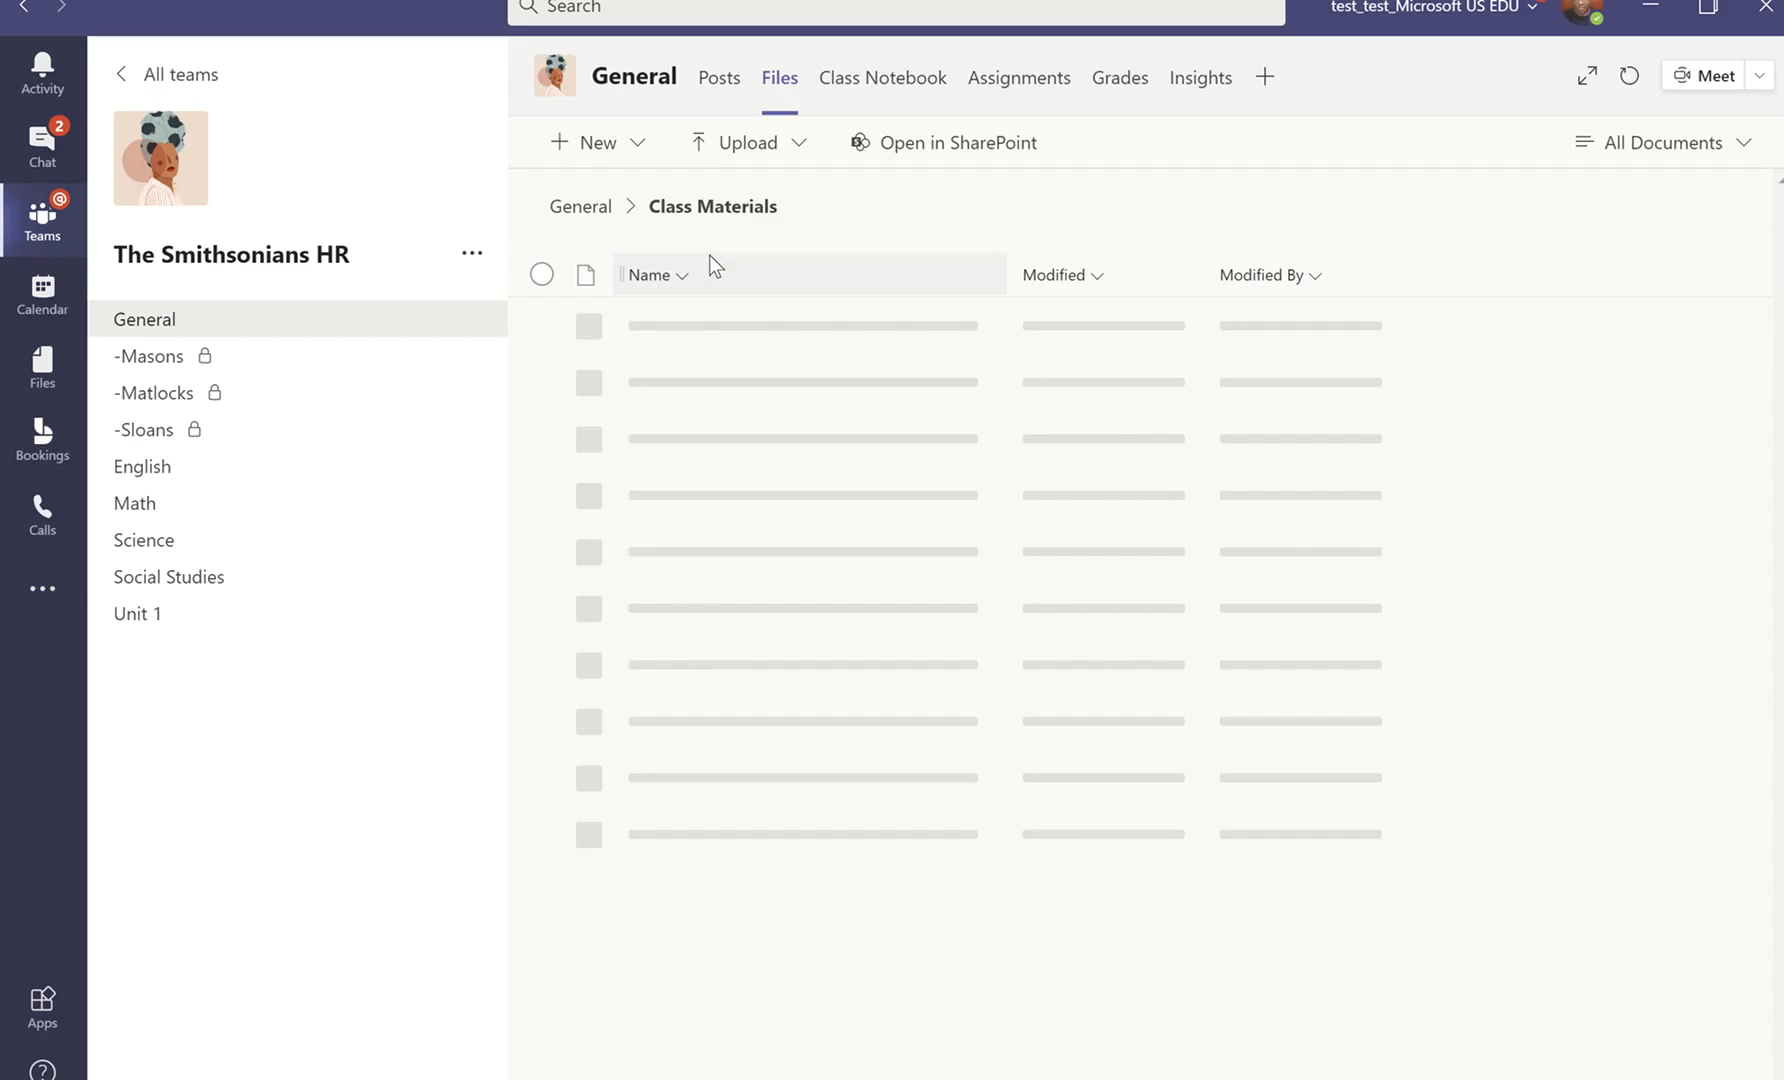 Search
test_test_Microsoft US EDU
Activity
2
Chat
@
Teams
Calendar
Files
Bookings
Calls
Apps
?
All teams
The Smithsonians HR
General
-Masons
-Matlocks
-Sloans
English
Math
Science
Social Studies
Unit 1
General Posts Files Class Notebook Assignments Grades Insights
Meet
New Upload Open in SharePoint All Documents
General > Class Materials
Name Modified Modified By